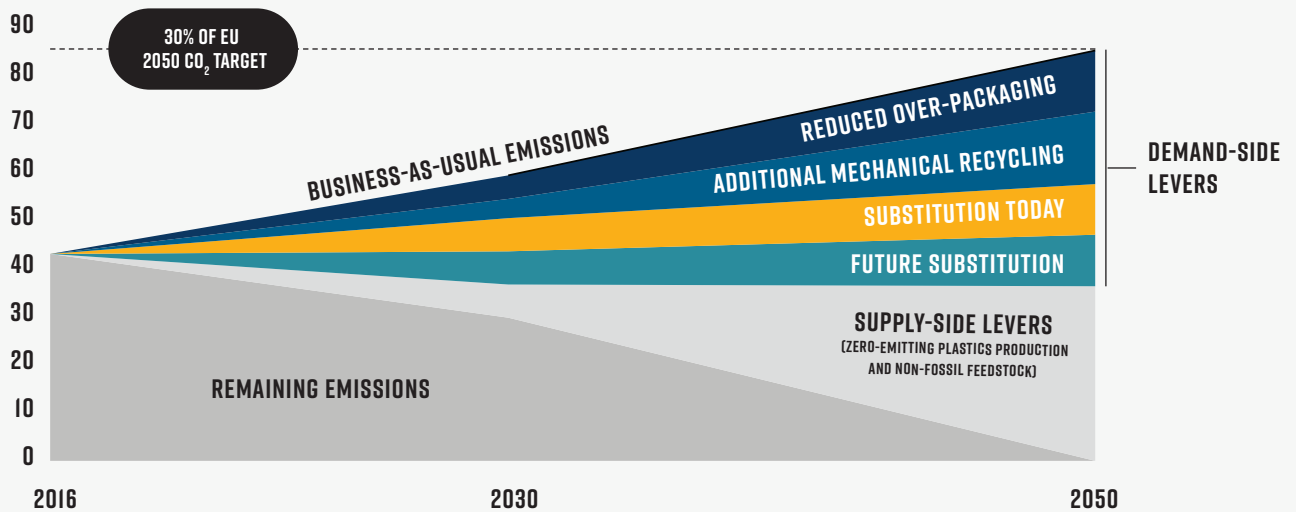 90
80
70
60
50
40
30
20
10
0
30% OF EU
2050 CO₂ TARGET
BUSINESS-AS-USUAL EMISSIONS
REDUCED OVER-PACKAGING
ADDITIONAL MECHANICAL RECYCLING
SUBSTITUTION TODAY
FUTURE SUBSTITUTION
SUPPLY-SIDE LEVERS
(ZERO-EMITTING PLASTICS PRODUCTION
AND NON-FOSSIL FEEDSTOCK)
REMAINING EMISSIONS
DEMAND-SIDE
LEVERS
2016
2030
2050